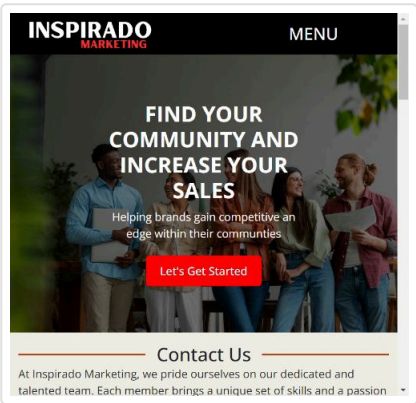 INSPIRADO
MARKETING
MENU
FIND YOUR
COMMUNITY AND
INCREASE YOUR
SALES
Helping brands gain competitive an
edge within their communties
Let's Get Started
Contact Us
At Inspirado Marketing, we pride ourselves on our dedicated and
talented team. Each member brings a unique set of skills and a passion